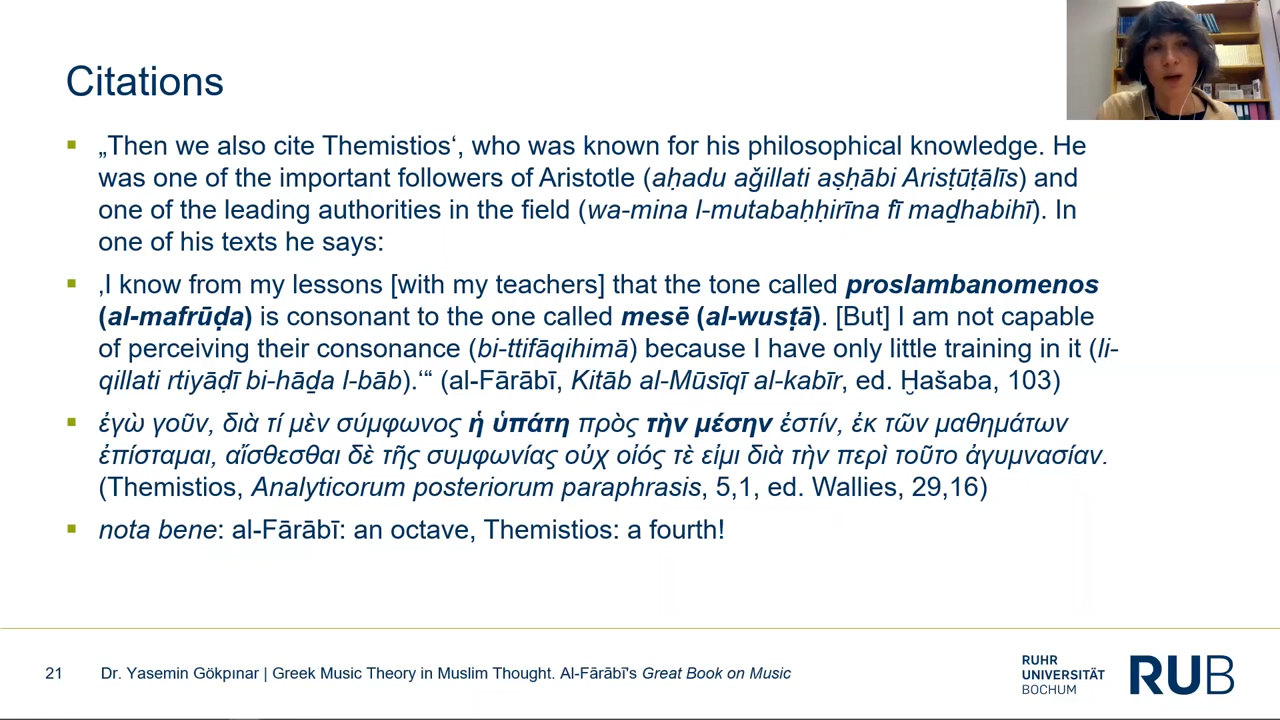 Citations
„Then we also cite Themistios‘, who was known for his philosophical knowledge. He
was one of the important followers of Aristotle (aḥadu aǧillati aṣḥābi Arisṭūṭālīs) and
one of the leading authorities in the field (wa-mina l-mutabaḥḥirīna fī maḏhabihī). In
one of his texts he says:
‚I know from my lessons [with my teachers] that the tone called proslambanomenos
(al-mafrūḍa) is consonant to the one called mesē (al-wusṭā). [But] I am not capable
of perceiving their consonance (bi-ttifāqihimā) because I have only little training in it (li-
qillati rtiyāḍī bi-hāḏa l-bāb).‘“ (al-Fārābī, Kitāb al-Mūsīqī al-kabīr, ed. Ḫašaba, 103)
ἐγὼ γοῦν, διὰ τί μὲν σύμφωνος ἡ ὑπάτη πρὸς τὴν μέσην ἐστίν, ἐκ τῶν μαθημάτων
ἐπίσταμαι, αἴσθεσθαι δὲ τῆς συμφωνίας οὐχ οἱός τὲ εἰμι διὰ τὴν περὶ τοῦτο ἀγυμνασίαν.
(Themistios, Analyticorum posteriorum paraphrasis, 5,1, ed. Wallies, 29,16)
nota bene: al-Fārābī: an octave, Themistios: a fourth!
21 Dr. Yasemin Gökpınar | Greek Music Theory in Muslim Thought. Al-Fārābī's Great Book on Music
RUHR
UNIVERSITÄT
BOCHUM
RUB